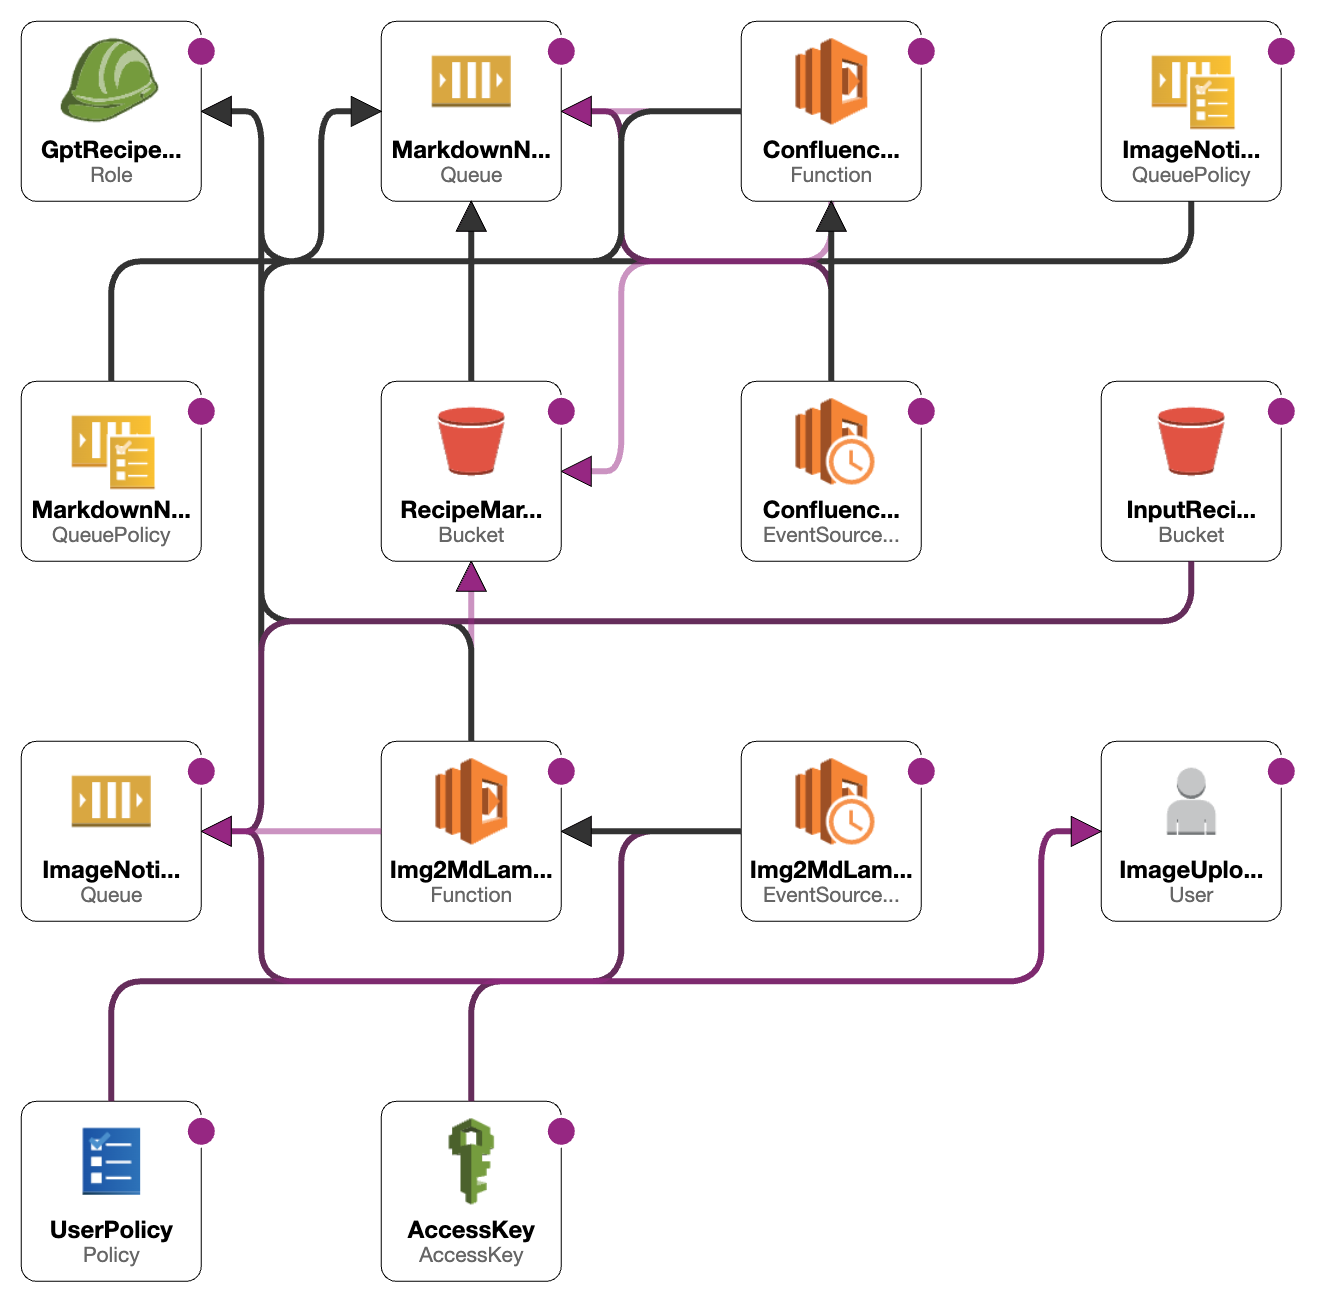 GptRecipe...
Role
MarkdownN...
Queue
Confluenc...
Function
ImageNoti...
QueuePolicy
MarkdownN...
QueuePolicy
RecipeMar...
Bucket
Confluenc...
EventSource...
InputReci...
Bucket
ImageNoti...
Queue
Img2MdLam...
Function
Img2MdLam...
EventSource...
ImageUplo...
User
UserPolicy
Policy
AccessKey
AccessKey